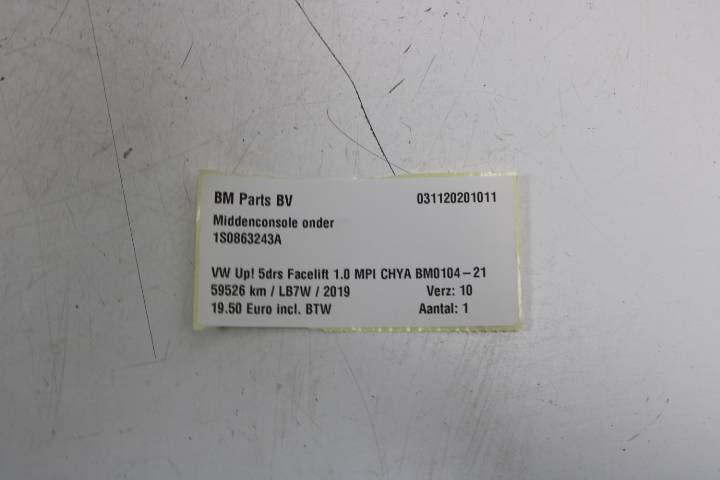 BM Parts BV 031120201011
Middenconsole onder
1S0863243A
VW Up! 5drs Facelift 1.0 MPI CHYA BM0104-21
59526 km / LB7W / 2019 Verz: 10
19.50 Euro incl. BTW Aantal: 1